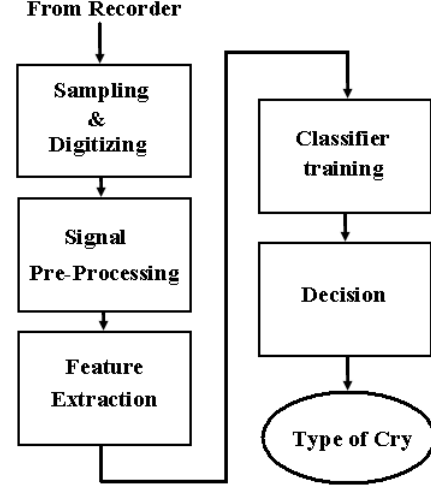 From Recorder
Sampling
&
Digitizing
Signal
Pre-Processing
Feature
Extraction
Classifier
training
Decision
Type of Cry